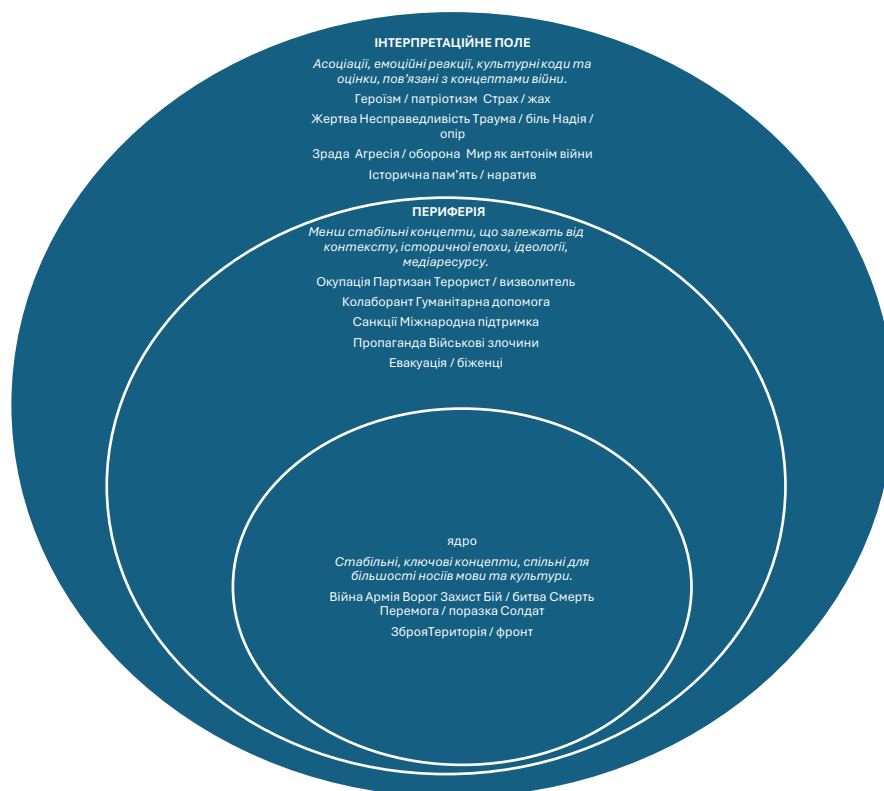 ІНТЕРПРЕТАЦІЙНЕ ПОЛЕ
Асоціації, емоційні реакції, культурні коди та
оцінки, пов’язані з концептами війни.
Героїзм / патріотизм Страх / жах
Жертва Несправедливість Травма / біль Надія /
опір
Зрада Агресія / оборона Мир як антонім війни
Історична пам’ять / наратив
ПЕРИФЕРІЯ
Менш стабільні концепти, що залежать від
контексту, історичної епохи, ідеології,
медіаресурсу.
Окупація Партизан Терорист / визволитель
Колаборант Гуманітарна допомога
Санкції Міжнародна підтримка
Пропаганда Військові злочини
Евакуація / біженці
ядро
Стабільні, ключові концепти, спільні для
більшості носіїв мови та культури.
Війна Армія Ворог Захист Бій / битва Смерть
Перемога / поразка Солдат
ЗброяТериторія / фронт